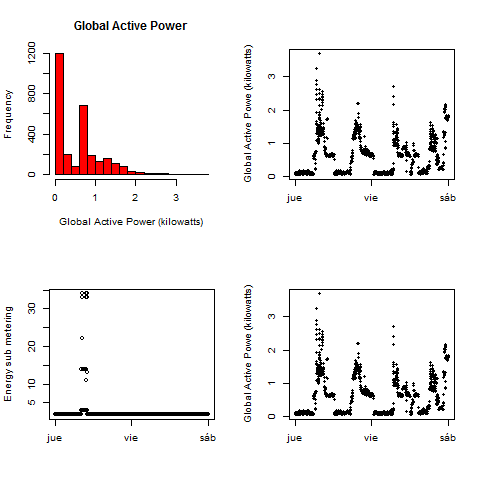 Global Active Power
Frequency
0 400 800 1200
0 1 2 3
Global Active Power (kilowatts)
Global Active Powe (kilowatts)
0 1 2 3
jue vie sáb
Energy sub metering
5 10 20 30
jue vie sáb
Global Active Powe (kilowatts)
0 1 2 3
jue vie sáb